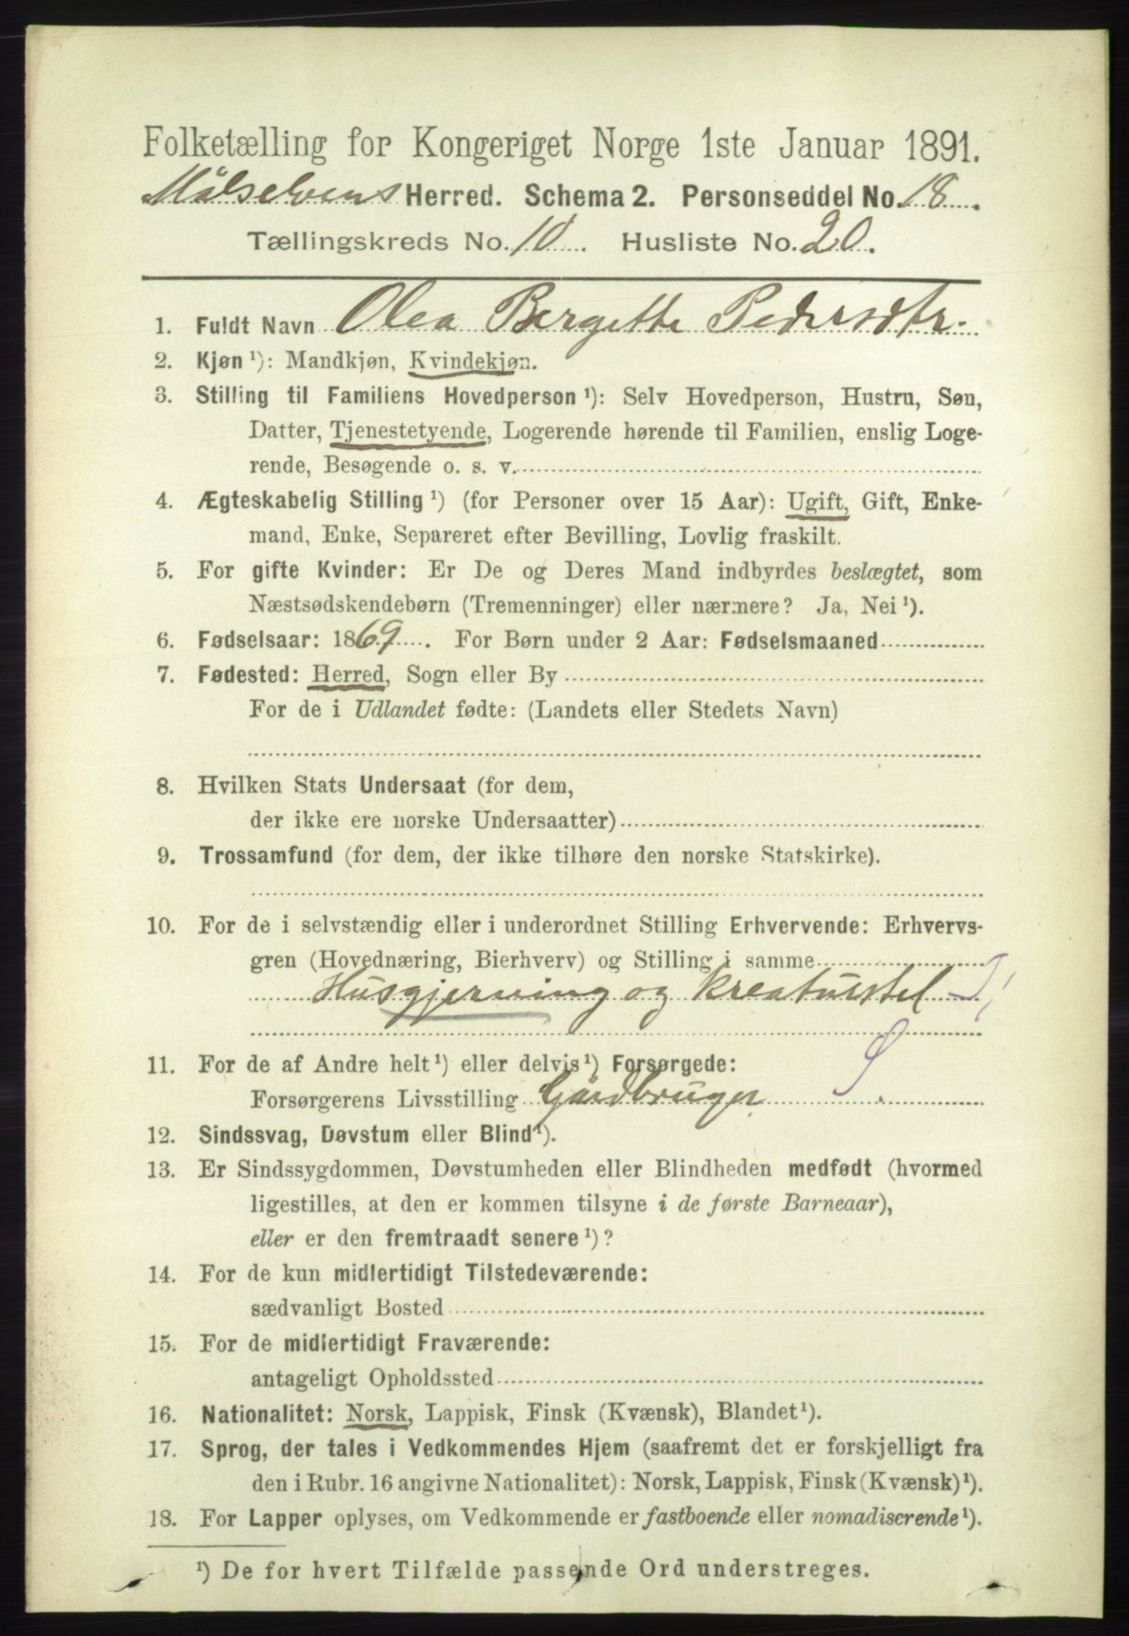 Folketælling for Kongeriget Norge 1ste Januar 1891.
Målselvens Herred. Schema 2. Personseddel No. 18.
Tællingskreds No. 10. Husliste No. 20.
1. Fuldt Navn Olea Bergitte Pedersdtr.
2. Kjøn ¹): Mandkjøn, Kvindekjøn.
3. Stilling til Familiens Hovedperson ¹): Selv Hovedperson, Hustru, Søn,
Datter, Tjenestetyende, Logerende hørende til Familien, enslig Loge-
rende, Besøgende o. s. v.
4. Ægteskabelig Stilling ¹) (for Personer over 15 Aar): Ugift, Gift, Enke-
mand, Enke, Separeret efter Bevilling, Lovlig fraskilt.
5. For gifte Kvinder: Er De og Deres Mand indbyrdes beslægtet, som
Næstsødskendebørn (Tremenninger) eller nærmere? Ja, Nei ¹).
6. Fødselsaar: 1869. For Børn under 2 Aar: Fødselsmaaned
7. Fødested: Herred, Sogn eller By
For de i Udlandet fødte: (Landets eller Stedets Navn)
8. Hvilken Stats Undersaat (for dem,
der ikke ere norske Undersaatter)
9. Trossamfund (for dem, der ikke tilhøre den norske Statskirke).
10. For de i selvstændig eller i underordnet Stilling Erhvervende: Erhvervs-
gren (Hovednæring, Bierhverv) og Stilling i samme
Husgjerning og Kreaturstel
11. For de af Andre helt ¹) eller delvis ¹) Forsørgede:
Forsørgerens Livsstilling Gårdbruger
12. Sindssvag, Døvstum eller Blind ¹).
13. Er Sindssygdommen, Døvstumheden eller Blindheden medfødt (hvormed
ligestilles, at den er kommen tilsyne i de første Barneaar),
eller er den fremtraadt senere ¹)?
14. For de kun midlertidigt Tilstedeværende:
sædvanligt Bosted
15. For de midlertidigt Fraværende:
antageligt Opholdssted
16. Nationalitet: Norsk, Lappisk, Finsk (Kvænsk), Blandet ¹).
17. Sprog, der tales i Vedkommendes Hjem (saafremt det er forskjelligt fra
den i Rubr. 16 angivne Nationalitet): Norsk, Lappisk, Finsk (Kvænsk) ¹).
18. For Lapper oplyses, om Vedkommende er fastboende eller nomadiserende ¹).
¹) De for hvert Tilfælde passende Ord understreges.